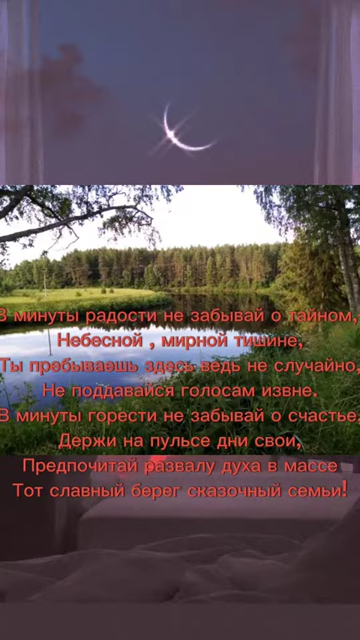 В минуты радости не забывай о тайном,
Небесной , мирной тишине,
Ты пребываешь здесь ведь не случайно,
Не поддавайся голосам извне.
В минуты горести не забывай о счастье,
Держи на пульсе дни свои,
Предпочитай развалу духа в массе
Тот славный берег сказочный семьи!